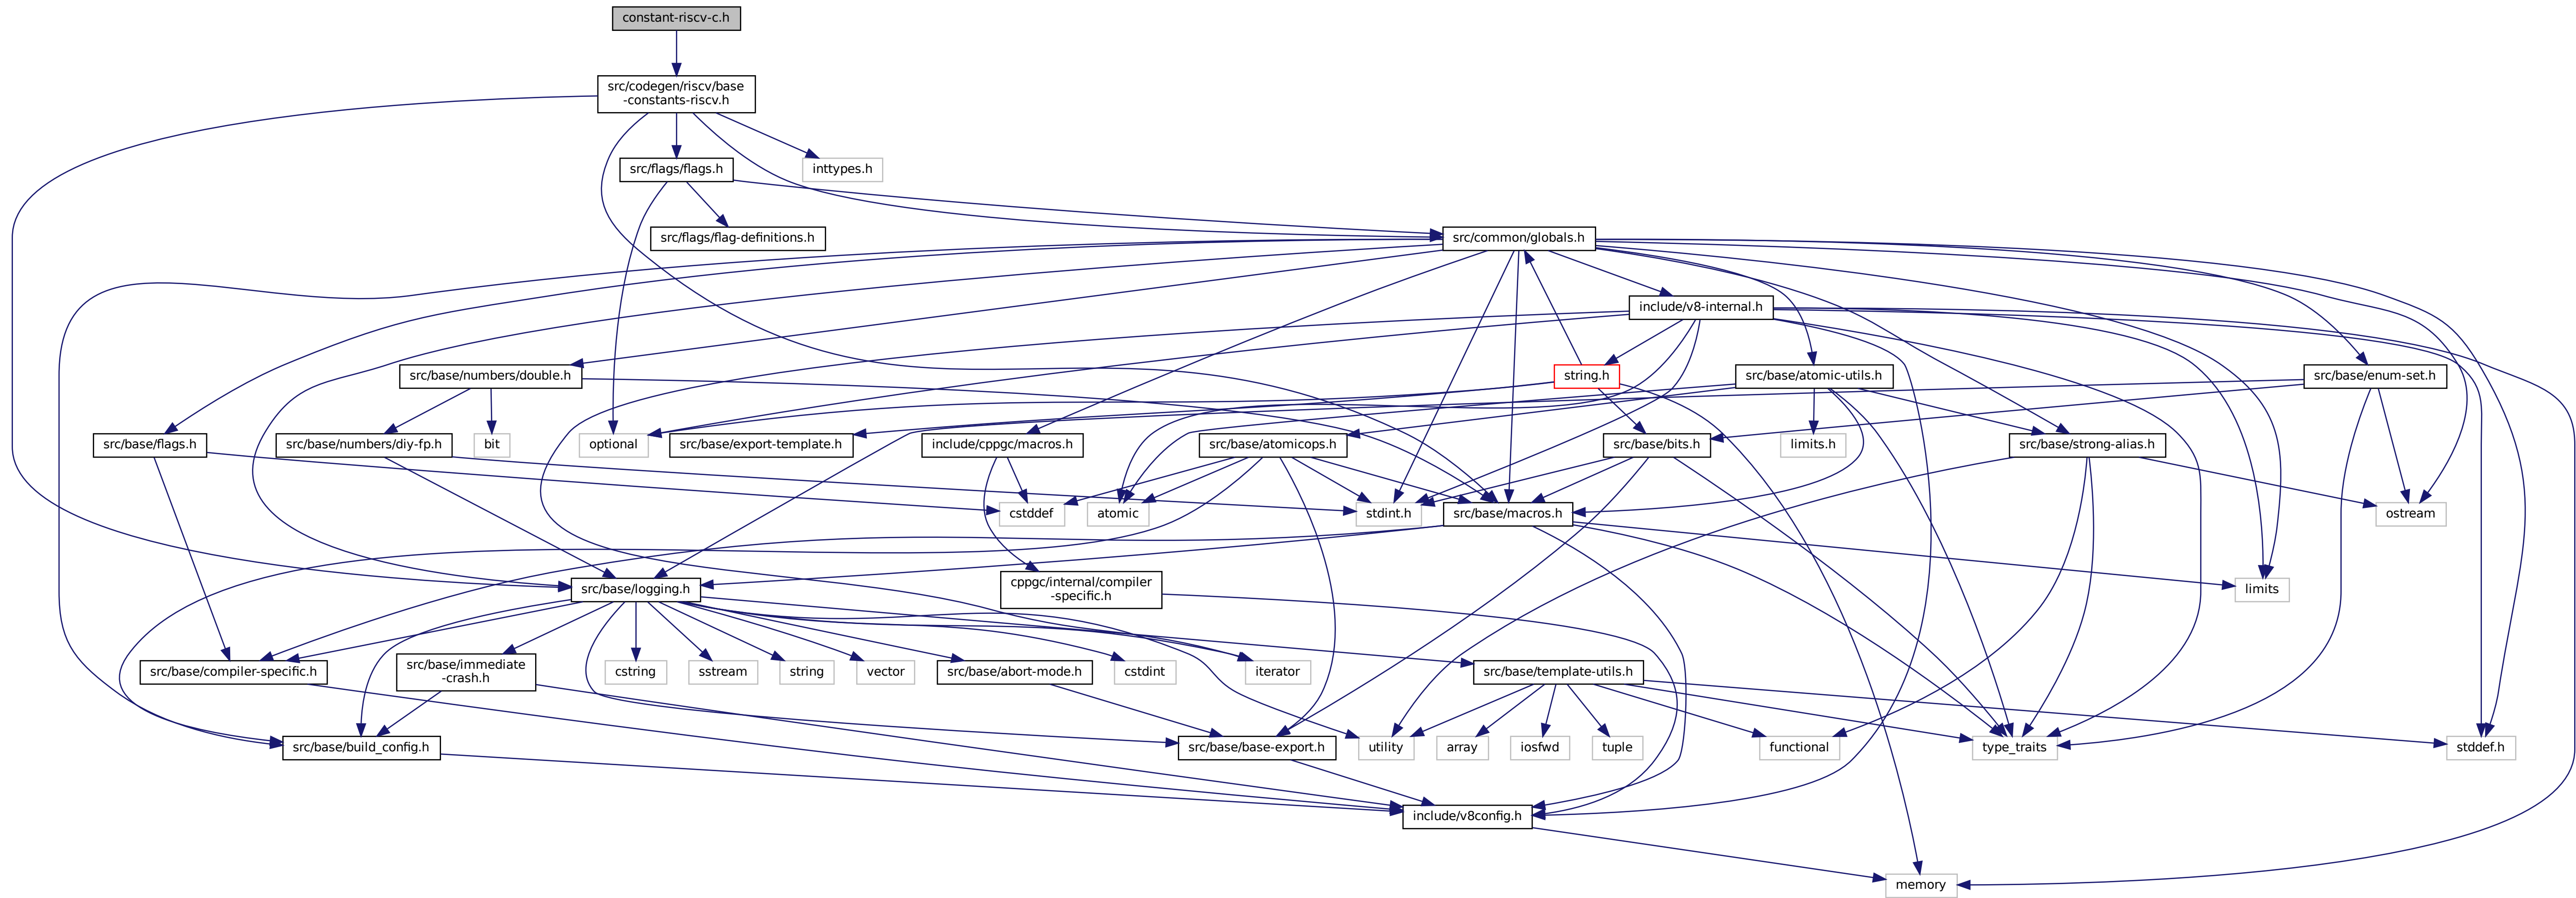 constant-riscv-c.h
src/codegen/riscv/base
-constants-riscv.h
src/flags/flags.h
inttypes.h
src/flags/flag-definitions.h
src/common/globals.h
include/v8-internal.h
src/base/numbers/double.h
string.h
src/base/atomic-utils.h
src/base/enum-set.h
src/base/flags.h
src/base/numbers/diy-fp.h
bit
optional
src/base/export-template.h
include/cppgc/macros.h
src/base/atomicops.h
src/base/bits.h
limits.h
src/base/strong-alias.h
cstddef
atomic
stdint.h
src/base/macros.h
ostream
src/base/logging.h
cppgc/internal/compiler
-specific.h
limits
src/base/compiler-specific.h
src/base/immediate
-crash.h
cstring
sstream
string
vector
src/base/abort-mode.h
cstdint
iterator
src/base/template-utils.h
src/base/build_config.h
src/base/base-export.h
utility
array
iosfwd
tuple
functional
type_traits
stddef.h
include/v8config.h
memory